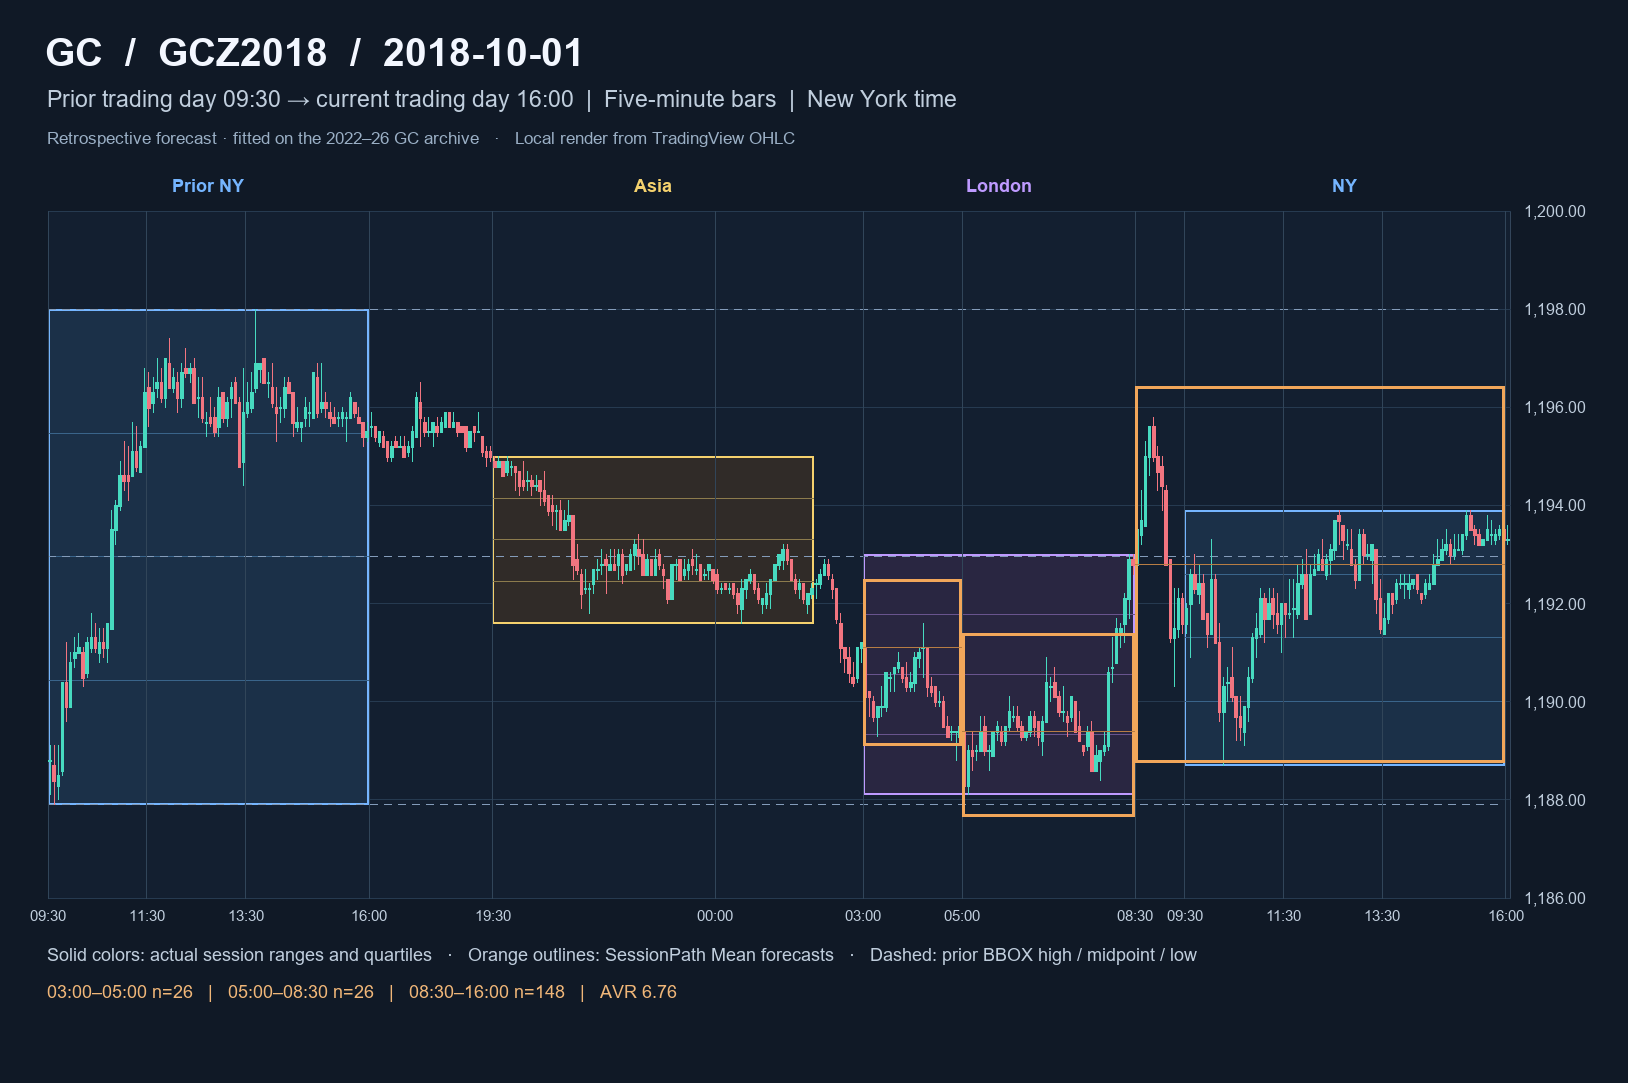 GC / GCZ2018 / 2018-10-01
Prior trading day 09:30 → current trading day 16:00 | Five-minute bars | New York time
Retrospective forecast · fitted on the 2022–26 GC archive · Local render from TradingView OHLC
Prior NY Asia London NY
1,200.00
1,198.00
1,196.00
1,194.00
1,192.00
1,190.00
1,188.00
1,186.00
09:30 11:30 13:30 16:00 19:30 00:00 03:00 05:00 08:30 09:30 11:30 13:30 16:00
Solid colors: actual session ranges and quartiles · Orange outlines: SessionPath Mean forecasts · Dashed: prior BBOX high / midpoint / low
03:00–05:00 n=26 | 05:00–08:30 n=26 | 08:30–16:00 n=148 | AVR 6.76